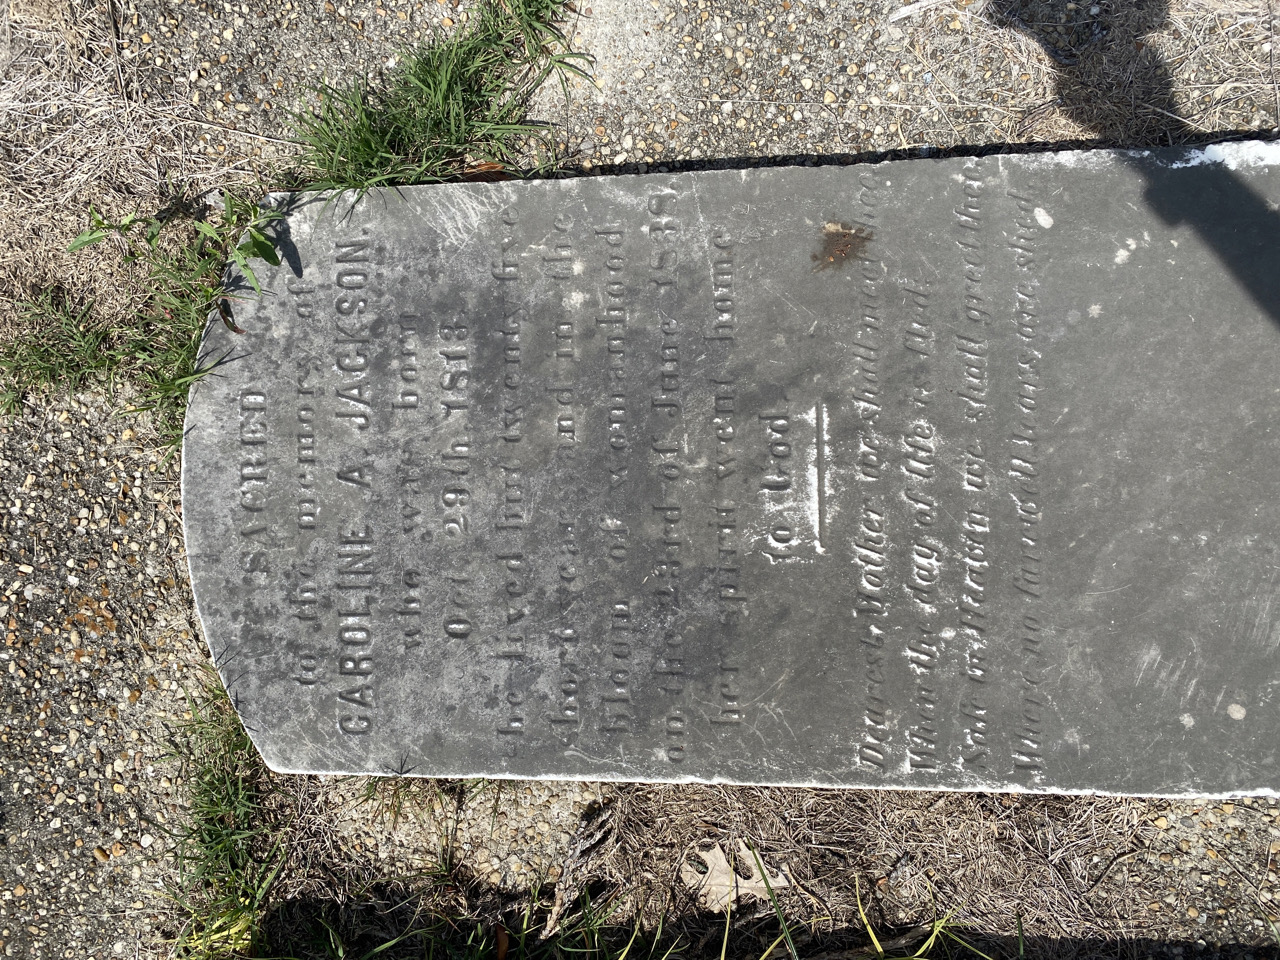 SACRED
to the memory of
CAROLINE A. JACKSON.
who was born
Oct. 29th. 1813.
she lived but twenty five
short years and in the
bloom of womanhood
on the 23rd of June 1838.
her spirit went home
to God.
Dearest Mother we shall meet thee
When the day of life is fled;
Safe in Heaven we shall greet thee
Where no farewell tears are shed.